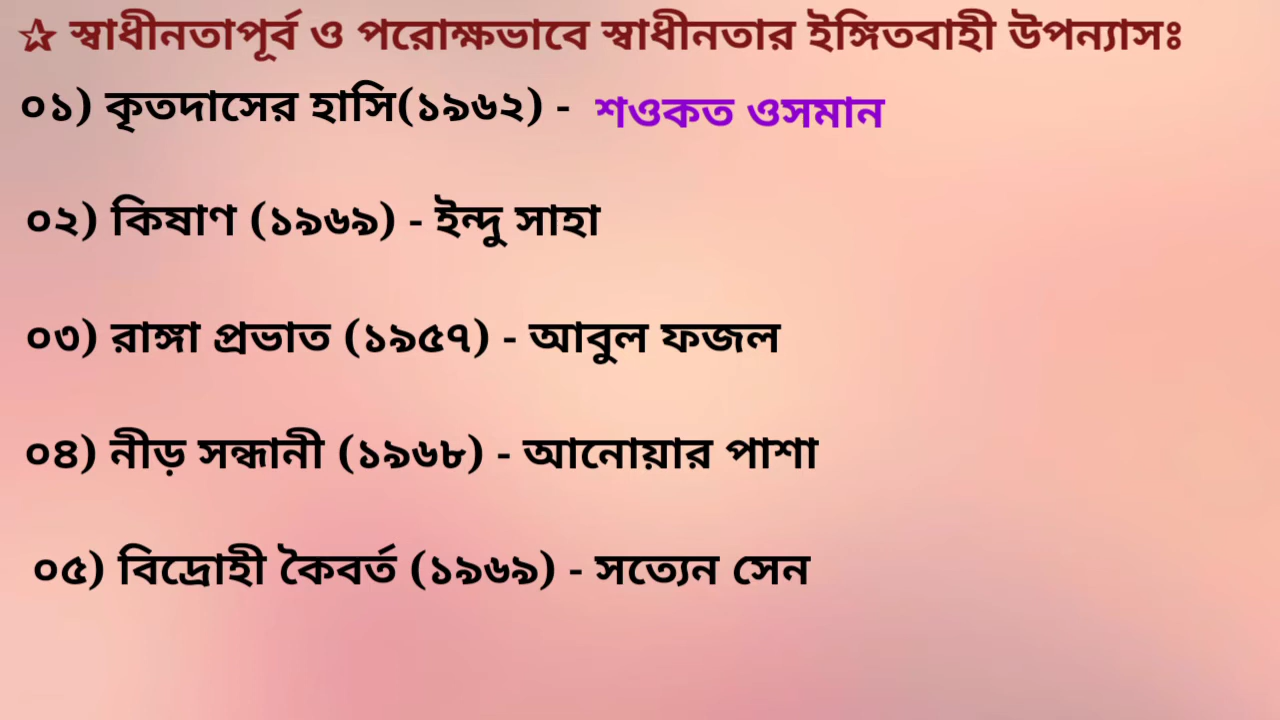 ☆ স্বাধীনতাপূর্ব ও পরোক্ষভাবে স্বাধীনতার ইঙ্গিতবাহী উপন্যাসঃ
০১) কৃতদাসের হাসি(১৯৬২) - শওকত ওসমান
০২) কিষাণ (১৯৬৯) - ইন্দু সাহা
০৩) রাঙ্গা প্রভাত (১৯৫৭) - আবুল ফজল
০৪) নীড় সন্ধানী (১৯৬৮) - আনোয়ার পাশা
০৫) বিদ্রোহী কৈবর্ত (১৯৬৯) - সত্যেন সেন